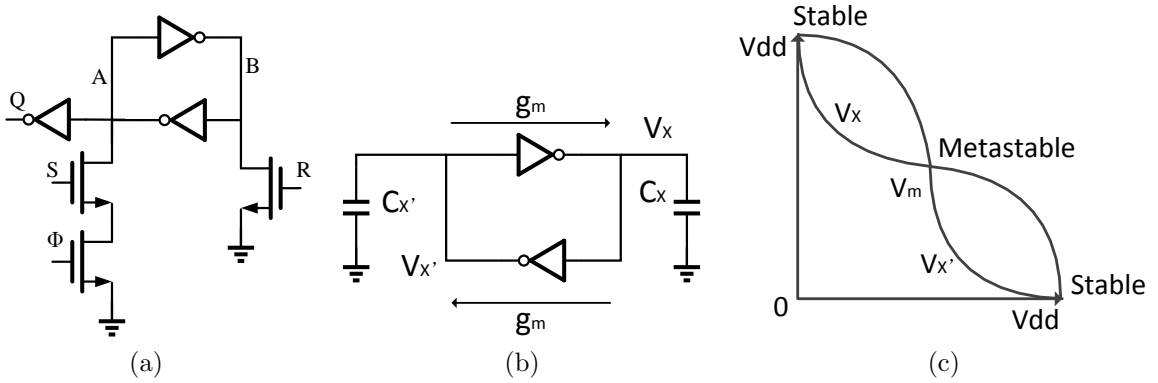 A
B
Q
S
R
Φ
(a)
gm
Vx
Cx'
Cx
Vx'
gm
(b)
Stable
Vdd
Vx
Metastable
Vm
Vx'
Stable
0
Vdd
(c)